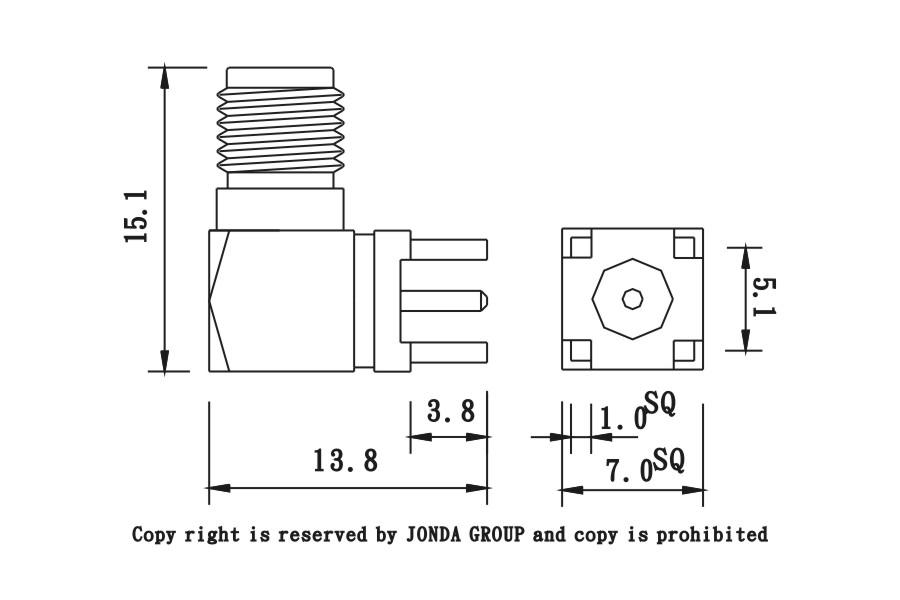 15.1
5.1
3.8
1.0SQ
13.8
7.0SQ
Copy right is reserved by JONDA GROUP and copy is prohibited